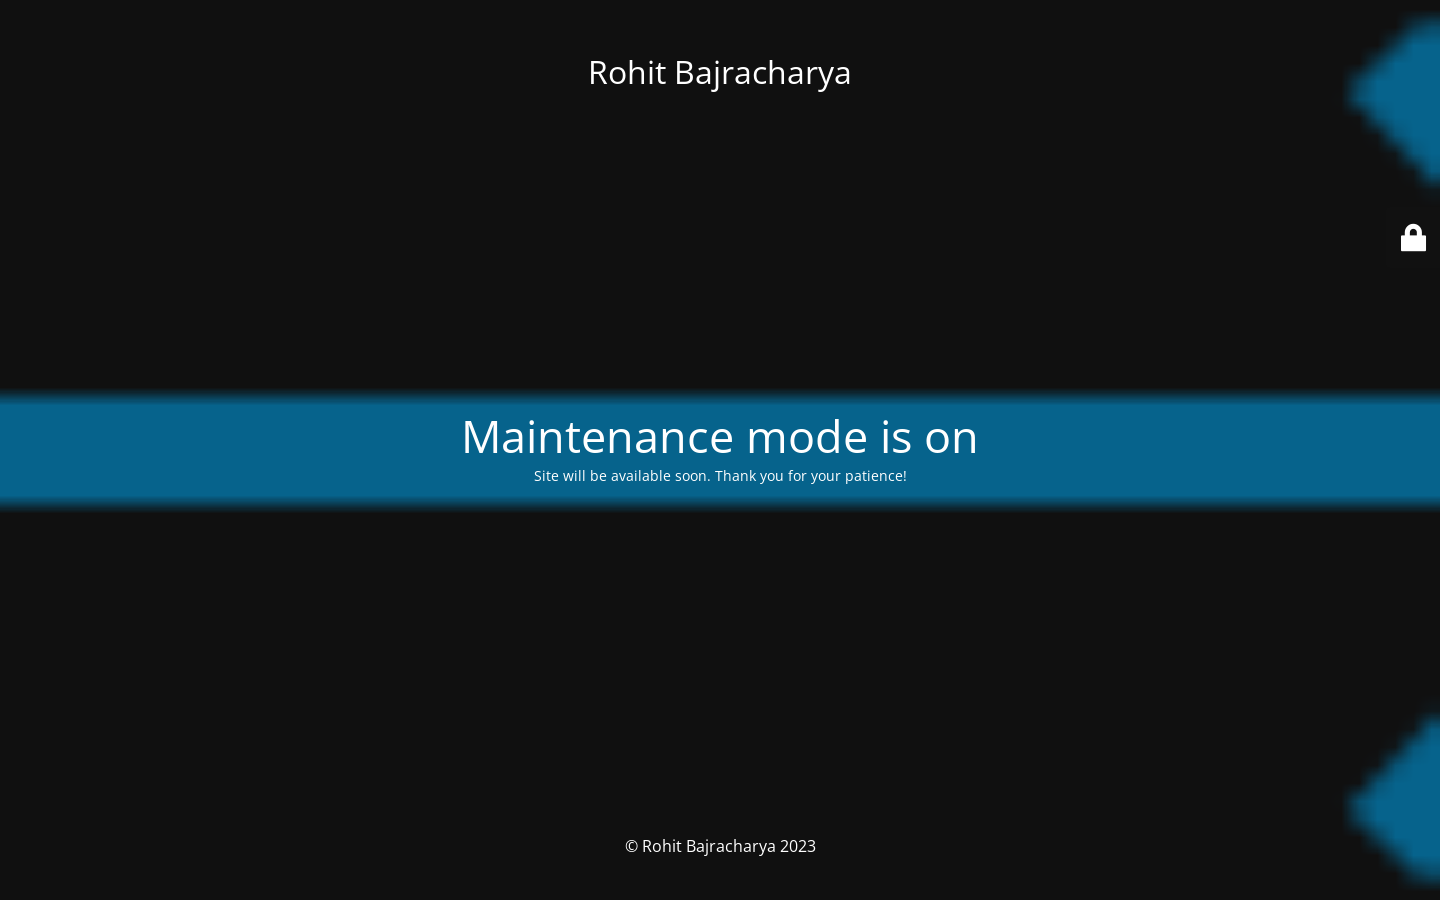 Rohit Bajracharya
Maintenance mode is on
Site will be available soon. Thank you for your patience!
© Rohit Bajracharya 2023